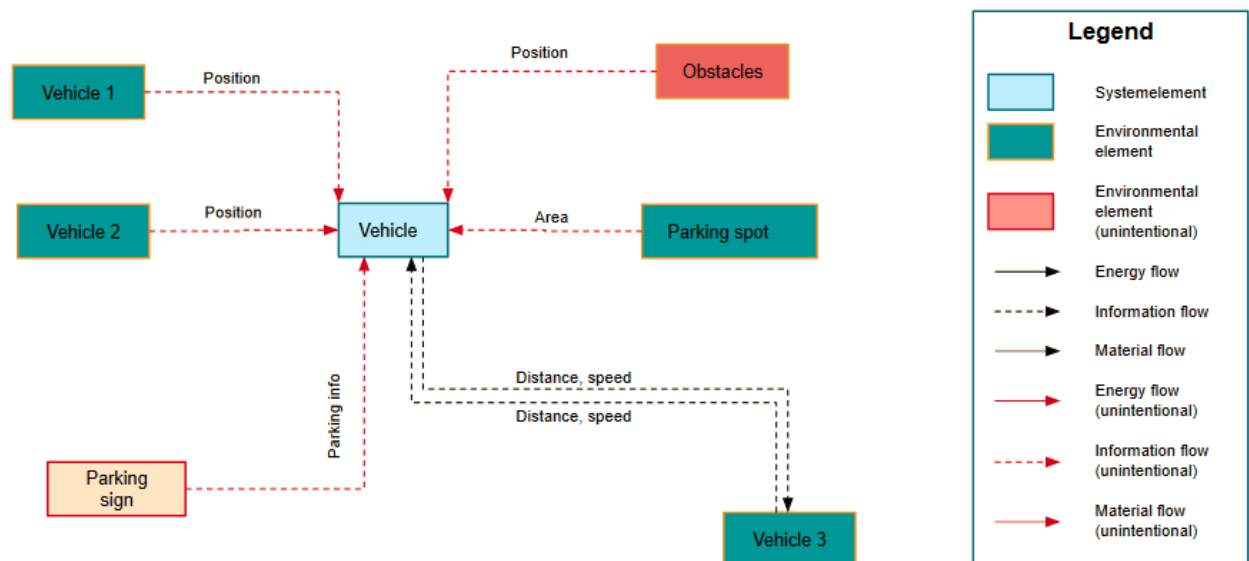 Vehicle 1
Position
Position
Obstacles
Vehicle 2
Position
Vehicle
Area
Parking spot
Parking info
Distance, speed
Distance, speed
Parking
sign
Vehicle 3
Legend
Systemelement
Environmental
element
Environmental
element
(unintentional)
Energy flow
Information flow
Material flow
Energy flow
(unintentional)
Information flow
(unintentional)
Material flow
(unintentional)